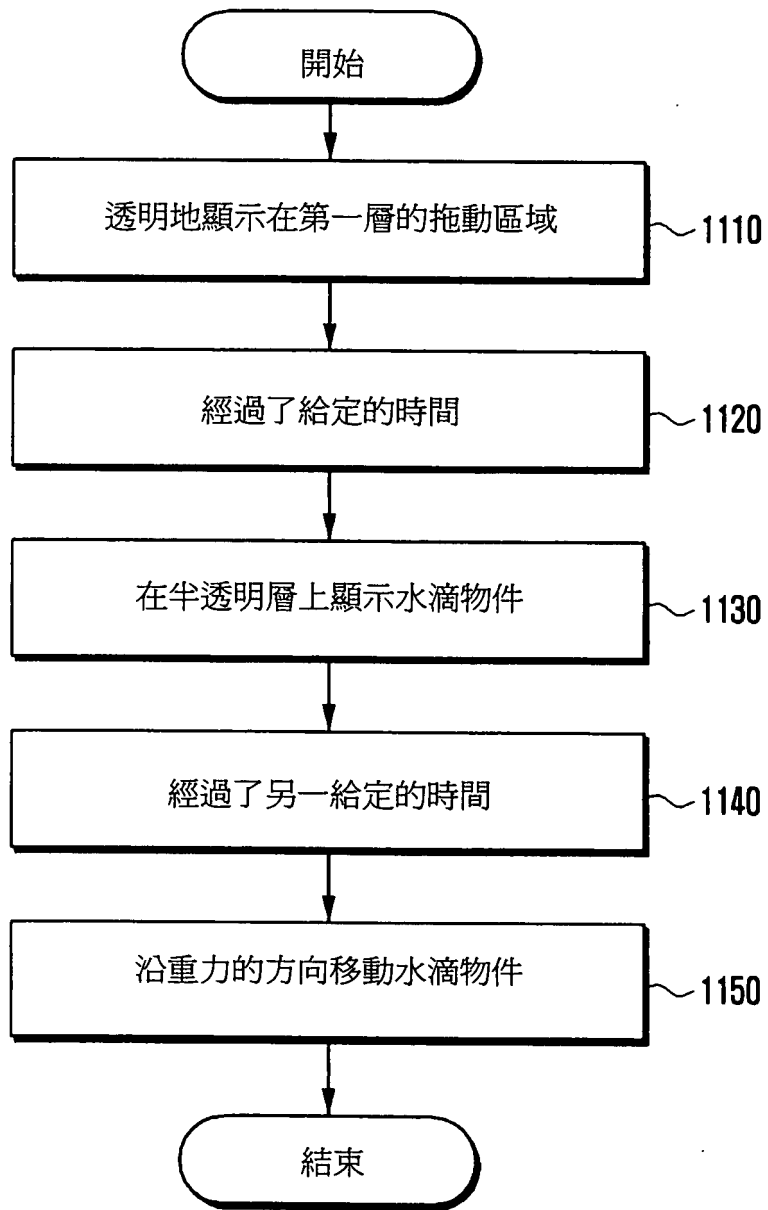 開始
透明地顯示在第一層的拖動區域
1110
經過了給定的時間
1120
在半透明層上顯示水滴物件
1130
經過了另一給定的時間
1140
沿重力的方向移動水滴物件
1150
結束